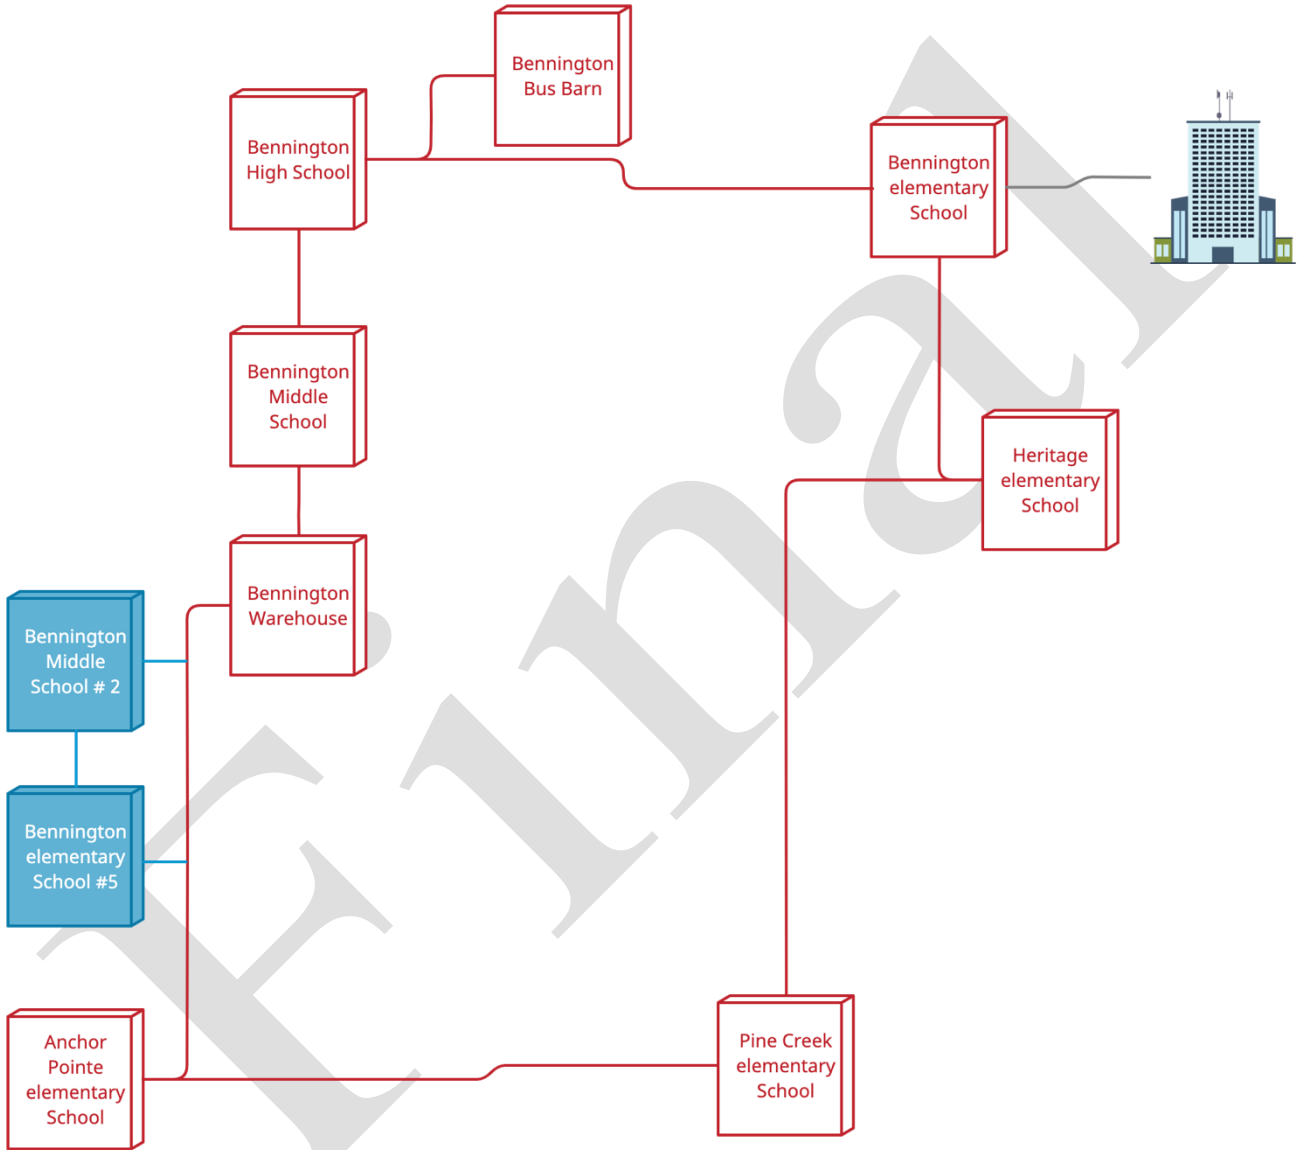 Bennington
Bus Barn
Bennington
High School
Bennington
elementary
School
Bennington
Middle
School
Heritage
elementary
School
Bennington
Warehouse
Bennington
Middle
School # 2
Bennington
elementary
School #5
Anchor
Pointe
elementary
School
Pine Creek
elementary
School
Final